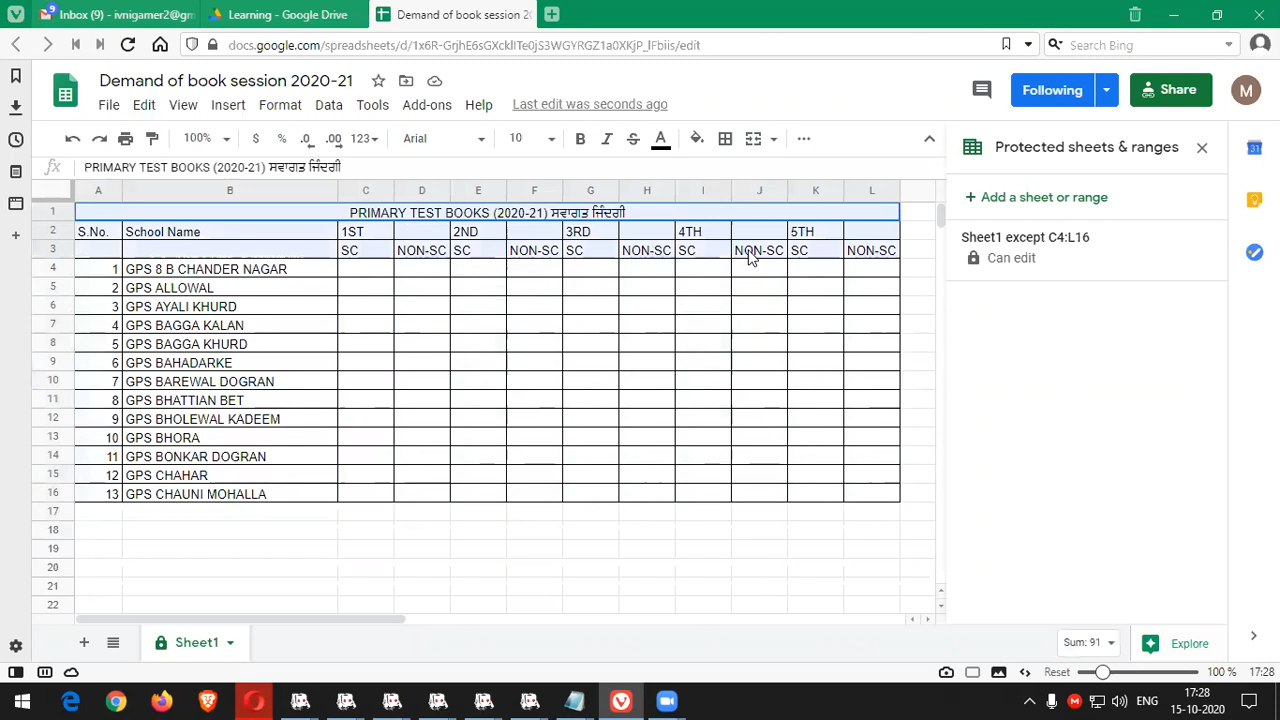 Inbox (9) - ivnigamer2@gm
Learning - Google Drive
Demand of book session 20
docs.google.com/spreadsheets/d/1x6R-GrjhE6sGXckIITe0jS3WGYRGZ1a0XKjP_lFbiis/edit
Search Bing
Demand of book session 2020-21
File Edit View Insert Format Data Tools Add-ons Help Last edit was seconds ago
Following
Share
M
100% $ % .0 .00 123 Arial 10 B I S A
fx PRIMARY TEST BOOKS (2020-21) ਸਵਾਗਤ ਜਿੰਦਗੀ
Protected sheets & ranges
+ Add a sheet or range
Sheet1 except C4:L16
Can edit
A B C D E F G H I J K L
1 PRIMARY TEST BOOKS (2020-21) ਸਵਾਗਤ ਜਿੰਦਗੀ
2 S.No. School Name 1ST 2ND 3RD 4TH 5TH
3 SC NON-SC SC NON-SC SC NON-SC SC NON-SC SC NON-SC
4 1 GPS 8 B CHANDER NAGAR
5 2 GPS ALLOWAL
6 3 GPS AYALI KHURD
7 4 GPS BAGGA KALAN
8 5 GPS BAGGA KHURD
9 6 GPS BAHADARKE
10 7 GPS BAREWAL DOGRAN
11 8 GPS BHATTIAN BET
12 9 GPS BHOLEWAL KADEEM
13 10 GPS BHORA
14 11 GPS BONKAR DOGRAN
15 12 GPS CHAHAR
16 13 GPS CHAUNI MOHALLA
17
18
19
20
21
22
Sheet1
Sum: 91
Explore
Reset 100 % 17:28
ENG
17:28
15-10-2020